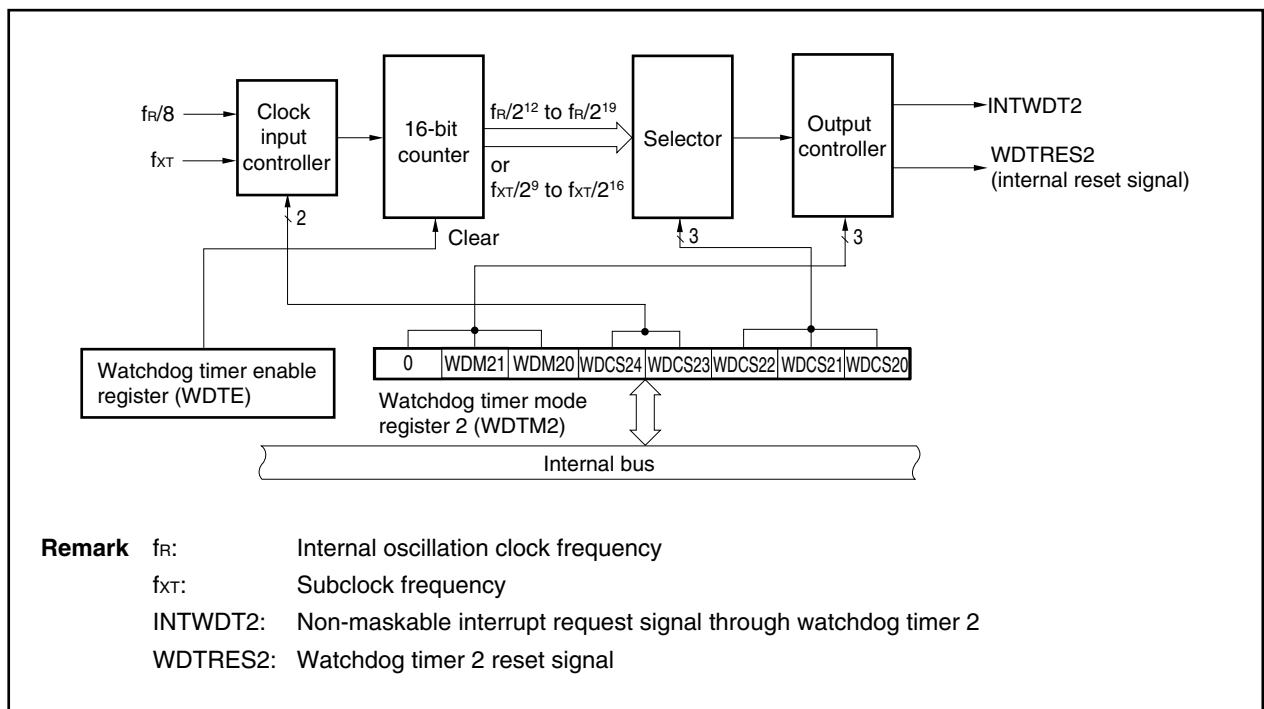 fR/8
fXT
Clock
input
controller
2
16-bit
counter
Clear
fR/2¹² to fR/2¹⁹
or
fXT/2⁹ to fXT/2¹⁶
Selector
3
Output
controller
3
INTWDT2
WDTRES2
(internal reset signal)
Watchdog timer enable
register (WDTE)
0 WDM21 WDM20 WDCS24 WDCS23 WDCS22 WDCS21 WDCS20
Watchdog timer mode
register 2 (WDTM2)
Internal bus
Remark fR: Internal oscillation clock frequency
fXT: Subclock frequency
INTWDT2: Non-maskable interrupt request signal through watchdog timer 2
WDTRES2: Watchdog timer 2 reset signal